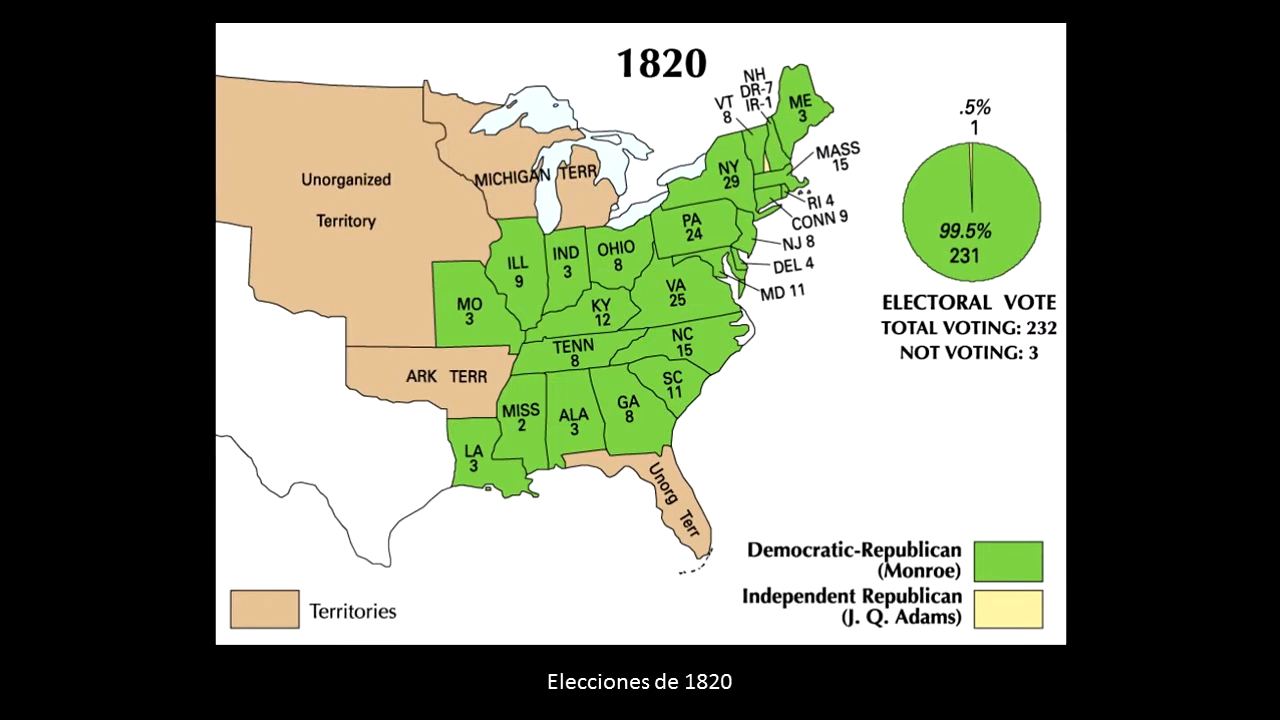 1820
NH
DR-7
IR-1
VT
8
ME
3
MASS
15
NY
29
RI 4
CONN 9
PA
24
NJ 8
DEL 4
MD 11
Unorganized
Territory
MICHIGAN TERR
ILL
9
IND
3
OHIO
8
MO
3
KY
12
VA
25
TENN
8
NC
15
ARK TERR
SC
11
MISS
2
ALA
3
GA
8
LA
3
Unorg Terr
.5%
1
99.5%
231
ELECTORAL VOTE
TOTAL VOTING: 232
NOT VOTING: 3
Democratic-Republican
(Monroe)
Independent Republican
(J. Q. Adams)
Territories
Elecciones de 1820